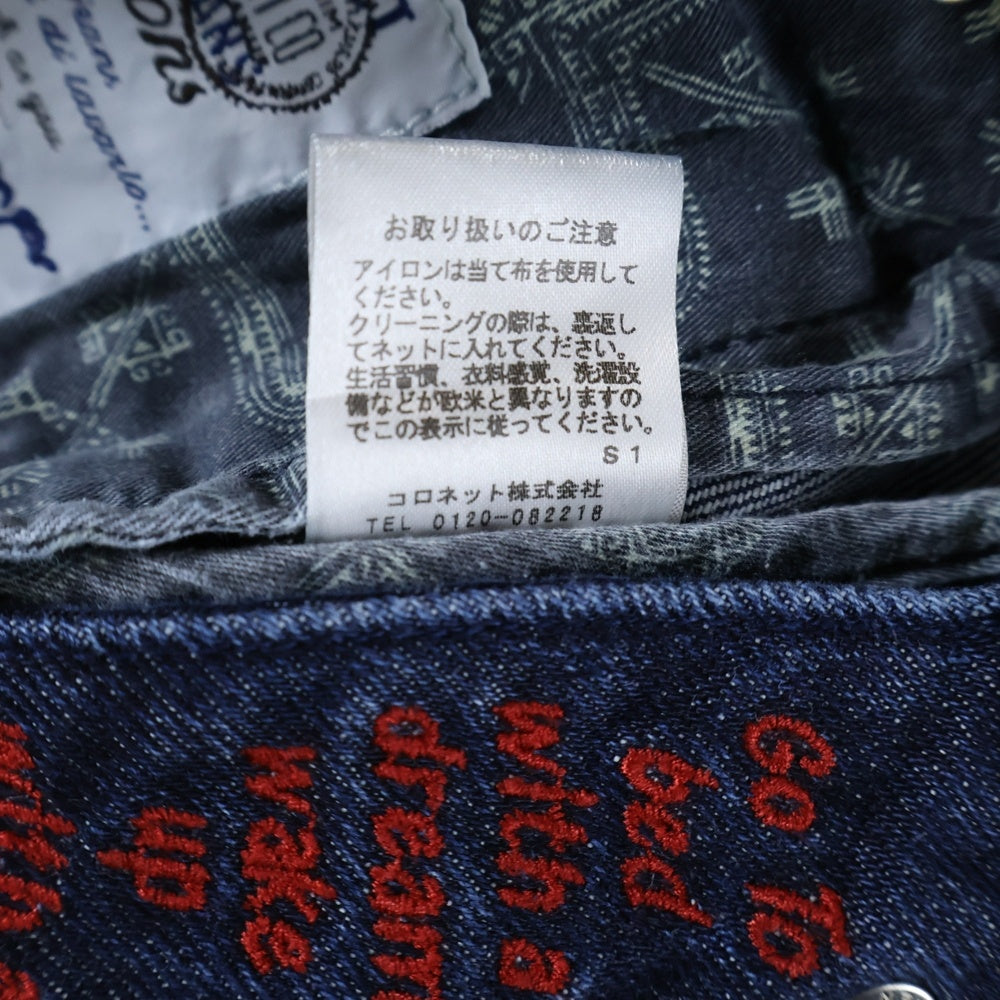 Jeans
di lavarlo...
お取り扱いのご注意
アイロンは当て布を使用して
ください。
クリーニングの際は、裏返し
てネットに入れてください。
生活習慣、衣料感覚、洗濯設
備などが欧米と異なりますの
でこの表示に従ってください。
S1
コロネット株式会社
TEL 0120-082218
Go To
bed
with a
dream
wake
up
with